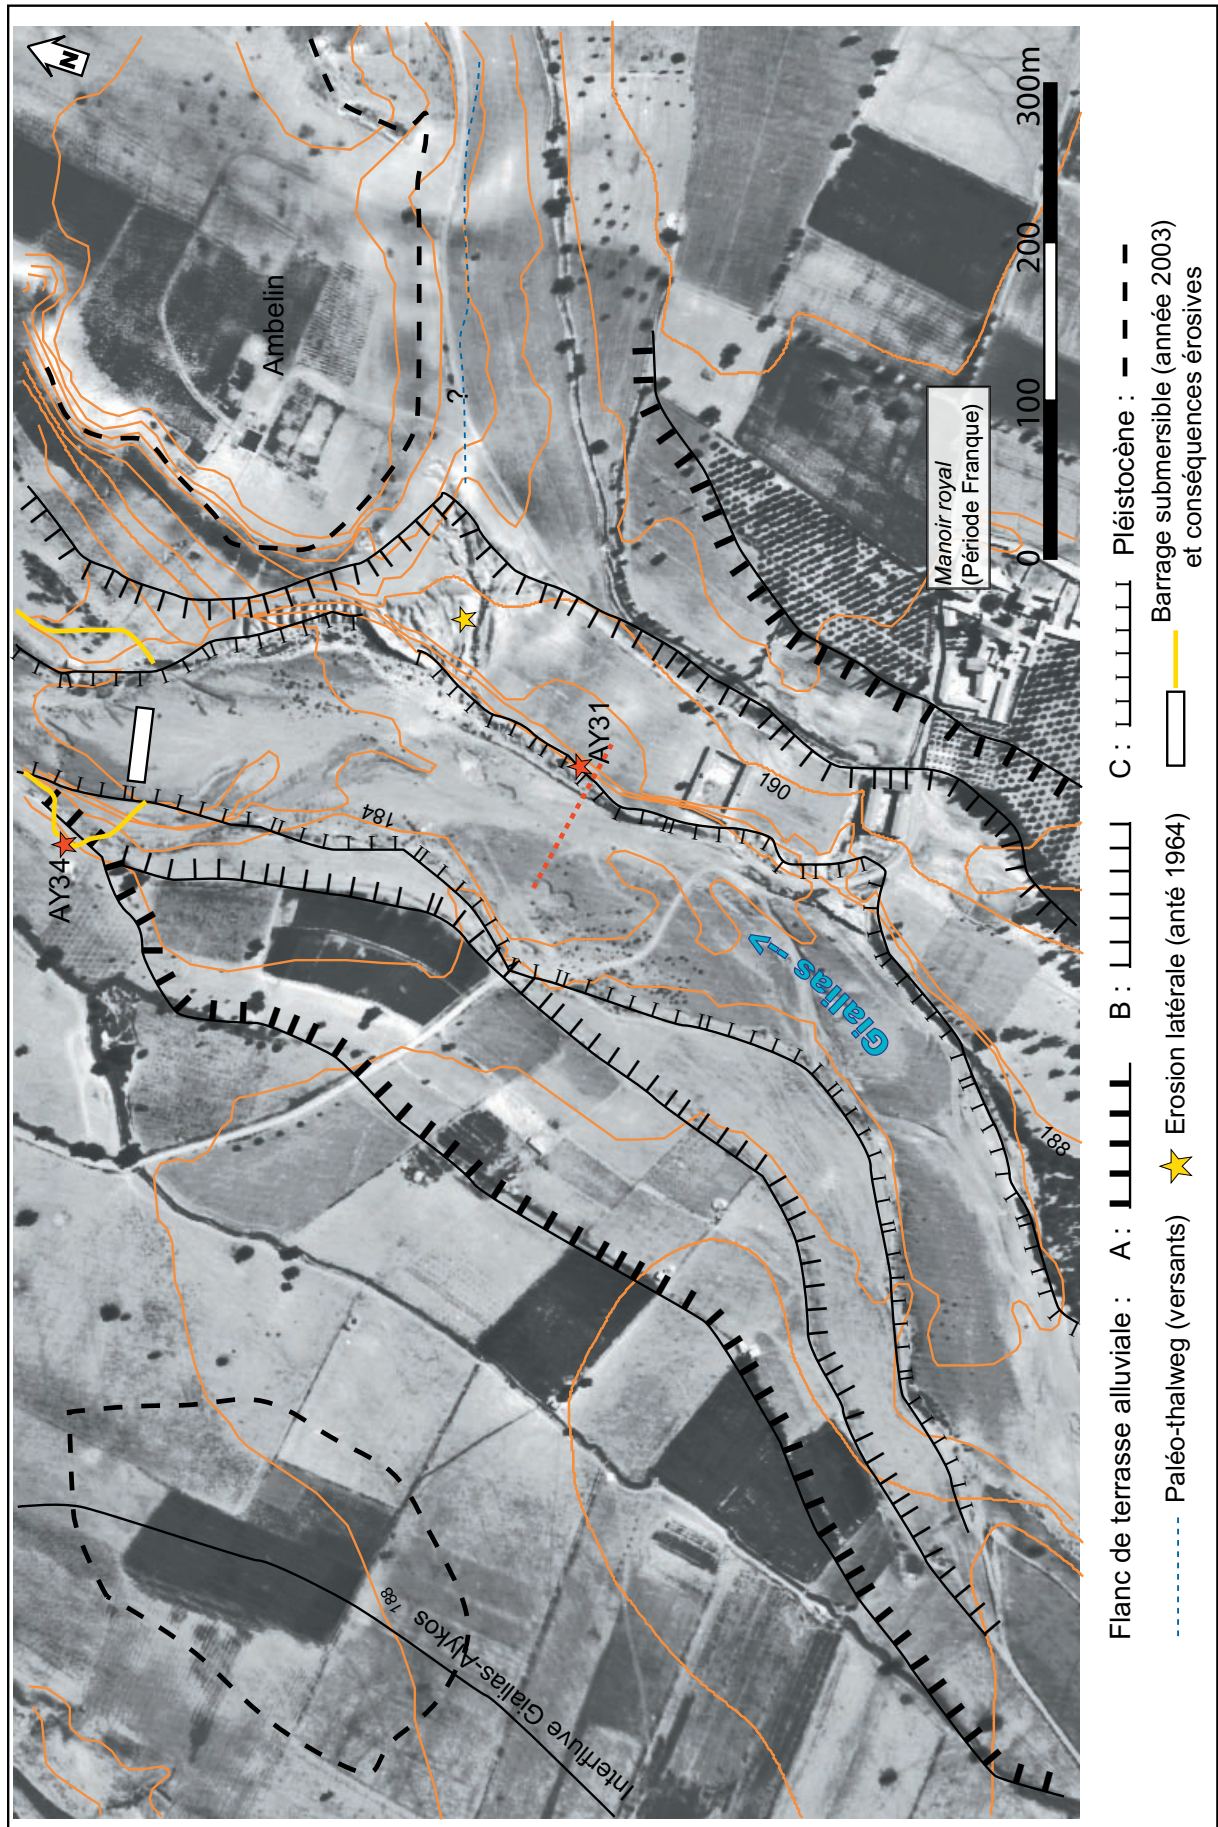 N
Ambelin
?
AY34
AY31
184
190
188
Gialias -->
Manoir royal
(Période Franque)
0 100 200 300m
Interfluve Gialias-Alykos
188
Flanc de terrasse alluviale : A : B : C : Pléistocène :
Paléo-thalweg (versants) Erosion latérale (anté 1964) Barrage submersible (année 2003)
et conséquences érosives